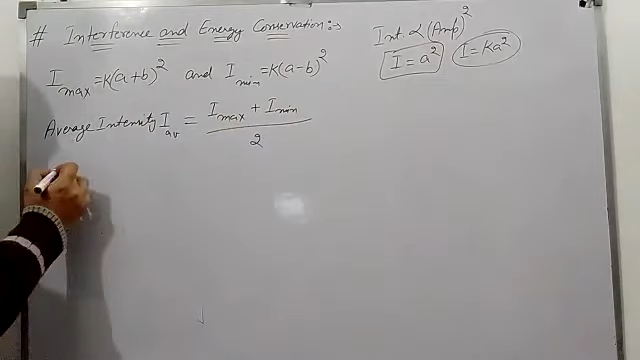 # Interference and Energy Conservation:-
Int. ∝ (Amp)²
I = a²
I = Ka²
I_max = K(a+b)² and I_min = K(a-b)²
Average Intensity I_av = (I_max + I_min) / 2